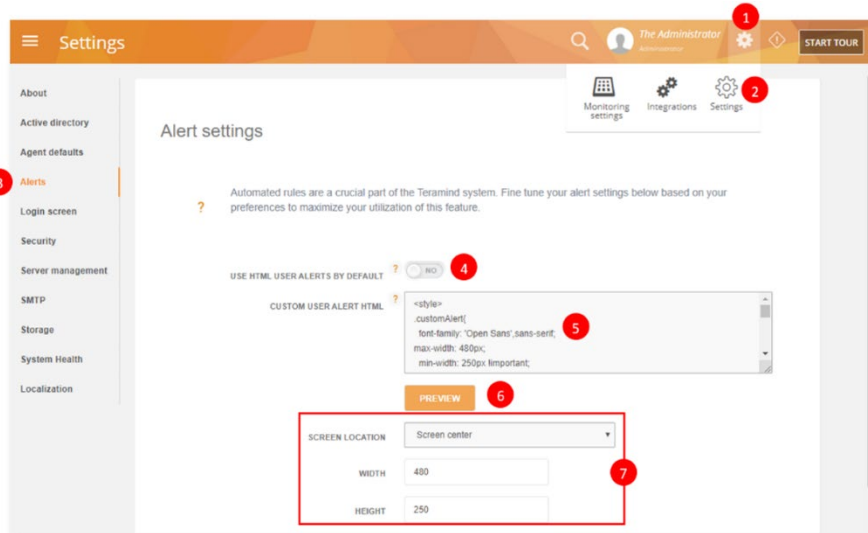 1
Settings
The Administrator
Administrator
START TOUR
Monitoring settings
Integrations
Settings
2
About
Active directory
Agent defaults
3
Alerts
Login screen
Security
Server management
SMTP
Storage
System Health
Localization
Alert settings
?
Automated rules are a crucial part of the Teramind system. Fine tune your alert settings below based on your
preferences to maximize your utilization of this feature.
USE HTML USER ALERTS BY DEFAULT ? NO 4
CUSTOM USER ALERT HTML ?
<style>
.customAlert{
font-family: 'Open Sans',sans-serif;
max-width: 480px;
min-width: 250px !important;
5
PREVIEW 6
SCREEN LOCATION Screen center
WIDTH 480
7
HEIGHT 250